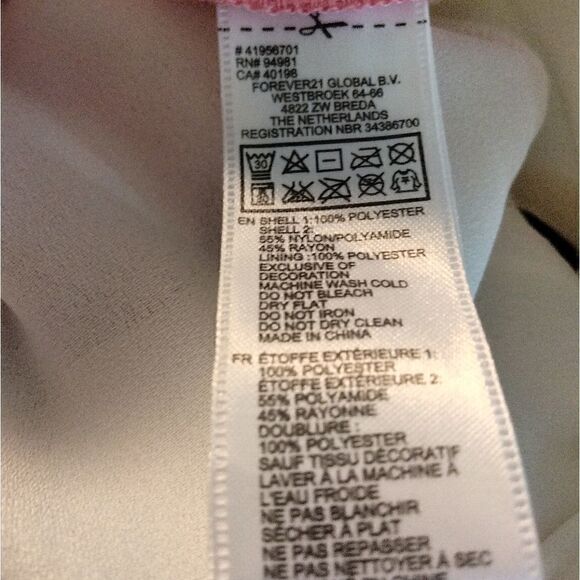 # 41956701
RN# 94981
CA# 40198
FOREVER21 GLOBAL B.V.
WESTBROEK 64-66
4822 ZW BREDA
THE NETHERLANDS
REGISTRATION NBR 34386700
30
EN SHELL 1: 100% POLYESTER
SHELL 2:
55% NYLON/POLYAMIDE
45% RAYON
LINING :100% POLYESTER
EXCLUSIVE OF
DECORATION
MACHINE WASH COLD
DO NOT BLEACH
DRY FLAT
DO NOT IRON
DO NOT DRY CLEAN
MADE IN CHINA
FR ÉTOFFE EXTÉRIEURE 1:
100% POLYESTER
ÉTOFFE EXTÉRIEURE 2:
55% POLYAMIDE
45% RAYONNE
DOUBLURE :
100% POLYESTER
SAUF TISSU DÉCORATIF
LAVER À LA MACHINE À
L'EAU FROIDE
NE PAS BLANCHIR
SÉCHER À PLAT
NE PAS REPASSER
NE PAS NETTOYER À SEC